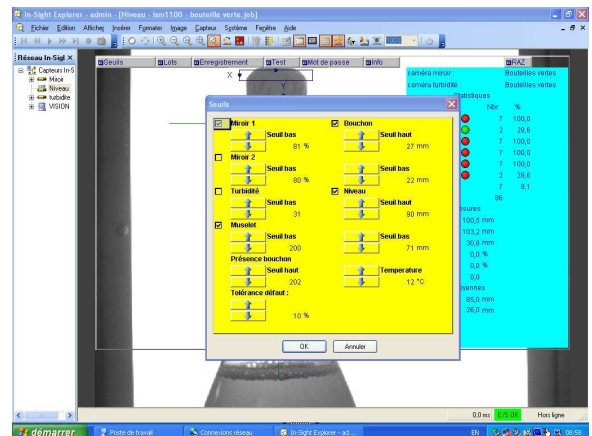 In-Sight Explorer - admin - [Niveau - ism1100 - bouteille verte.job]
Fichier Edition Affichage Insérer Formater Image Capteur Système Fenêtre Aide
Réseau In-Sight
Capteurs In-S
Miroir
Niveau
turbidite
VISION
Seuils Lots Enregistrement Test Mot de passe Info RAZ
X
Y
caméra miroir : Bouteilles vertes
caméra turbidité : Bouteilles vertes
Statistiques
Nbr %
7 100,0
2 28,6
7 100,0
7 100,0
2 28,6
7 8,1
86
100,5 mm
103,2 mm
30,8 mm
0,0 %
0,0 %
0,0
85,0 mm
26,0 mm
Seuils
Miroir 1 Bouchon
Seuil bas Seuil haut
81 % 27 mm
Miroir 2
Seuil bas Seuil bas
80 % 22 mm
Turbidité Niveau
Seuil bas Seuil haut
31 90 mm
Muselet
Seuil bas Seuil bas
200 71 mm
Présence bouchon
Seuil haut Temperature
202 12 °C
Tolérance défaut :
10 %
OK Annuler
0,0 ms E/S OK Hors ligne
démarrer Poste de travail Connexions réseau In-Sight Explorer - ad... EN 08:58